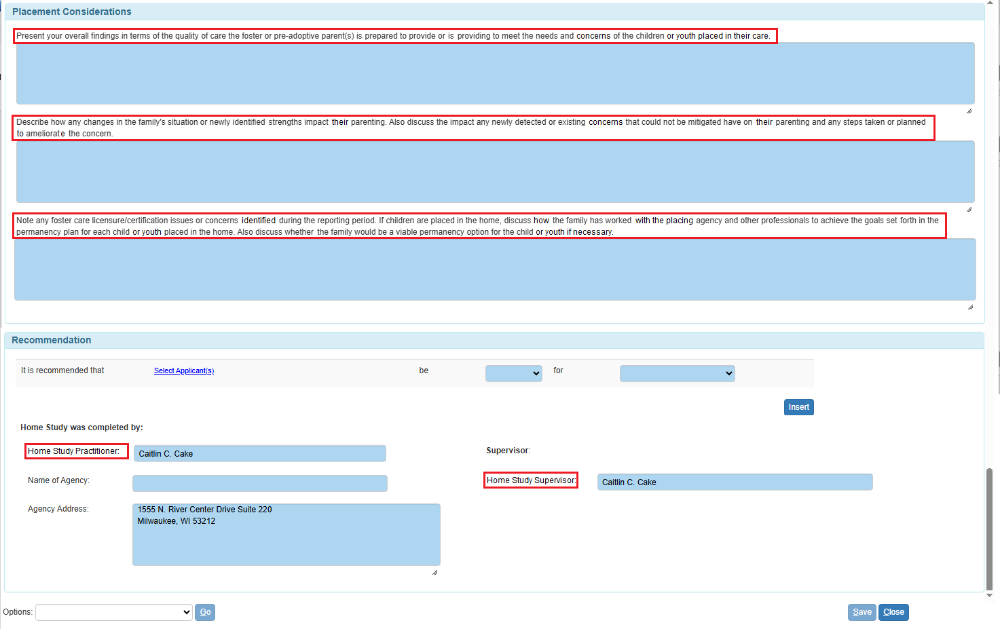 Placement Considerations
Present your overall findings in terms of the quality of care the foster or pre-adoptive parent(s) is prepared to provide or is providing to meet the needs and concerns of the children or youth placed in their care.
Describe how any changes in the family's situation or newly identified strengths impact their parenting. Also discuss the impact any newly detected or existing concerns that could not be mitigated have on their parenting and any steps taken or planned
to ameliorate the concern.
Note any foster care licensure/certification issues or concerns identified during the reporting period. If children are placed in the home, discuss how the family has worked with the placing agency and other professionals to achieve the goals set forth in the
permanency plan for each child or youth placed in the home. Also discuss whether the family would be a viable permanency option for the child or youth if necessary.
Recommendation
It is recommended that Select Applicant(s) be for
Insert
Home Study was completed by:
Home Study Practitioner: Caitlin C. Cake
Supervisor:
Name of Agency:
Home Study Supervisor: Caitlin C. Cake
Agency Address: 1555 N. River Center Drive Suite 220
Milwaukee, WI 53212
Options: Go Save Close